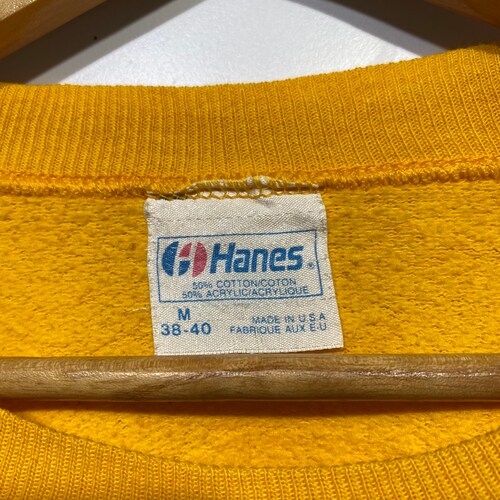 Hanes®
50% COTTON/COTON
50% ACRYLIC/ACRYLIQUE
M
38-40
MADE IN U.S.A
FABRIQUE AUX E-U